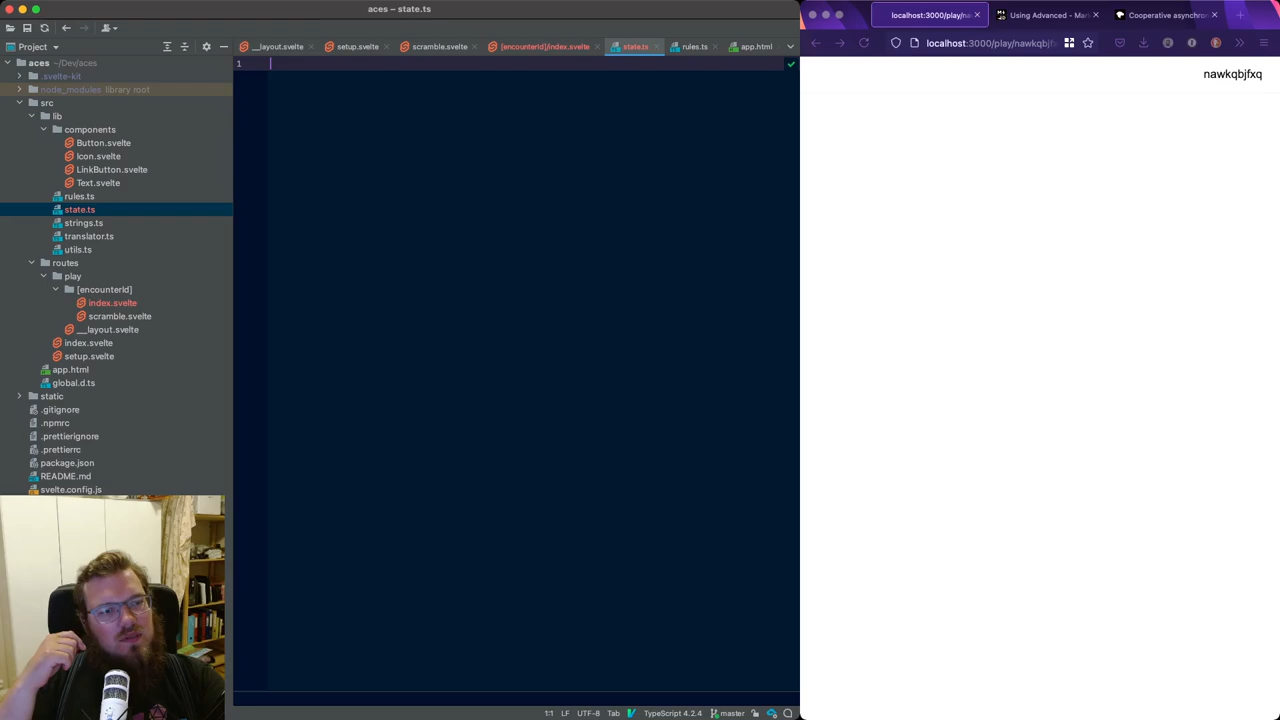 aces – state.ts
Project
__layout.svelte
setup.svelte
scramble.svelte
[encounterId]/index.svelte
state.ts
rules.ts
app.html
1
aces ~/Dev/aces
.svelte-kit
node_modules library root
src
lib
components
Button.svelte
Icon.svelte
LinkButton.svelte
Text.svelte
rules.ts
state.ts
strings.ts
translator.ts
utils.ts
routes
play
[encounterId]
index.svelte
scramble.svelte
__layout.svelte
index.svelte
setup.svelte
app.html
global.d.ts
static
.gitignore
.npmrc
.prettierignore
.prettierrc
package.json
README.md
svelte.config.js
1:1 LF UTF-8 Tab TypeScript 4.2.4 master
localhost:3000/play/na
Using Advanced - Mari
Cooperative asynchron
localhost:3000/play/nawkqbjfx
nawkqbjfxq